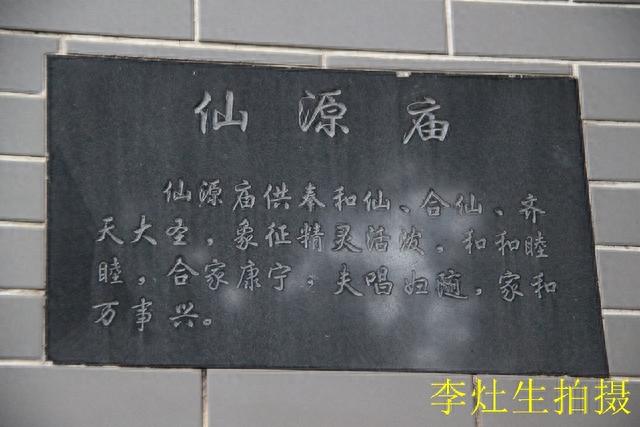 仙源庙
仙源庙供奉和仙、合仙、齐
天大圣，象征精灵活泼，和和睦
睦，合家康宁，夫唱妇随，家和
万事兴。
李灶生拍摄